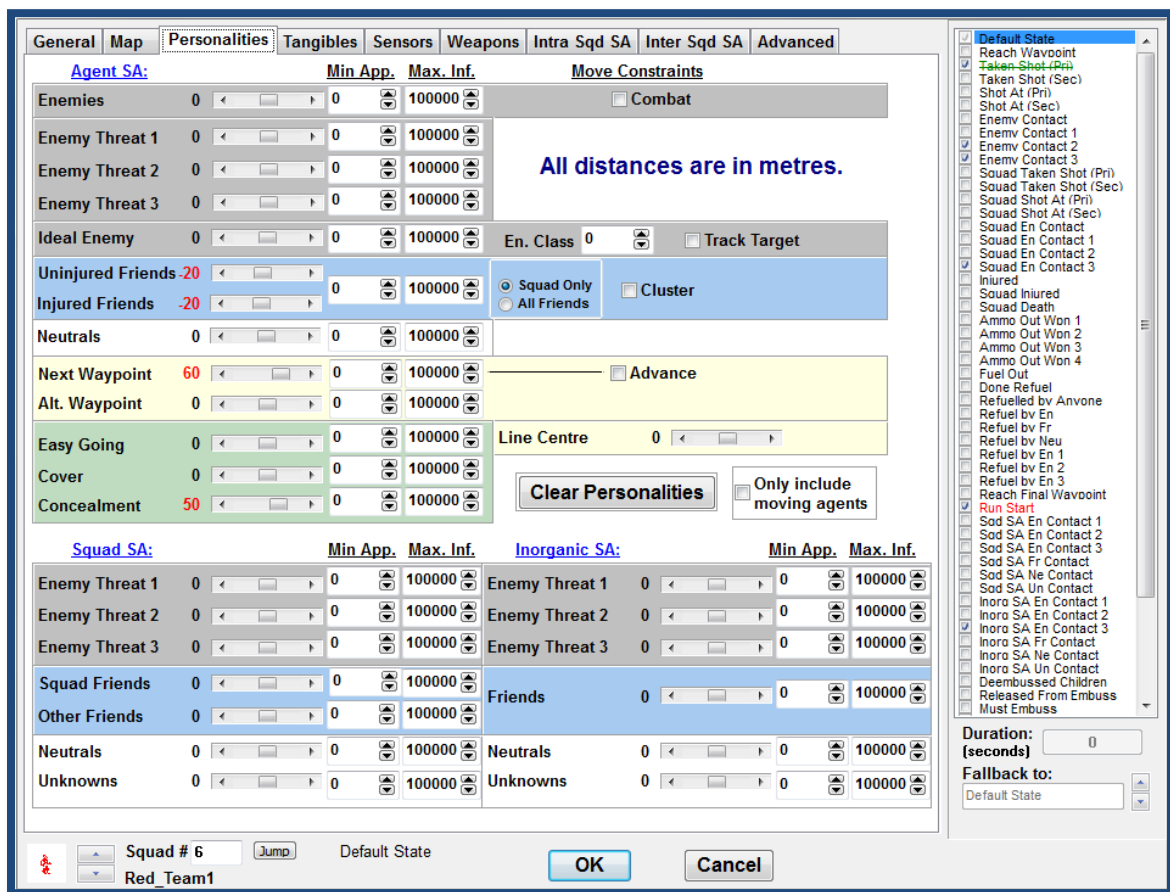 General Map Personalities Tangibles Sensors Weapons Intra Sqd SA Inter Sqd SA Advanced
Agent SA: Min App. Max. Inf. Move Constraints
Enemies 0 0 100000 Combat
Enemy Threat 1 0 0 100000
Enemy Threat 2 0 0 100000 All distances are in metres.
Enemy Threat 3 0 0 100000
Ideal Enemy 0 0 100000 En. Class 0 Track Target
Uninjured Friends -20 0 100000 Squad Only Cluster
Injured Friends -20 All Friends
Neutrals 0 0 100000
Next Waypoint 60 0 100000 Advance
Alt. Waypoint 0 0 100000
Easy Going 0 0 100000 Line Centre 0
Cover 0 0 100000 Clear Personalities Only include
Concealment 50 0 100000 moving agents
Squad SA: Min App. Max. Inf. Inorganic SA: Min App. Max. Inf.
Enemy Threat 1 0 0 100000 Enemy Threat 1 0 0 100000
Enemy Threat 2 0 0 100000 Enemy Threat 2 0 0 100000
Enemy Threat 3 0 0 100000 Enemy Threat 3 0 0 100000
Squad Friends 0 0 100000 Friends 0 0 100000
Other Friends 0 0 100000
Neutrals 0 0 100000 Neutrals 0 0 100000
Unknowns 0 0 100000 Unknowns 0 0 100000
Squad # 6 Jump Default State OK Cancel
Red_Team1
Default State
Reach Waypoint
Taken Shot (Pri)
Taken Shot (Sec)
Shot At (Pri)
Shot At (Sec)
Enemy Contact
Enemy Contact 1
Enemy Contact 2
Enemy Contact 3
Squad Taken Shot (Pri)
Squad Taken Shot (Sec)
Squad Shot At (Pri)
Squad Shot At (Sec)
Squad En Contact
Squad En Contact 1
Squad En Contact 2
Squad En Contact 3
Injured
Squad Injured
Squad Death
Ammo Out Wpn 1
Ammo Out Wpn 2
Ammo Out Wpn 3
Ammo Out Wpn 4
Fuel Out
Done Refuel
Refuelled by Anyone
Refuel by En
Refuel by Fr
Refuel by Neu
Refuel by En 1
Refuel by En 2
Refuel by En 3
Reach Final Waypoint
Run Start
Sqd SA En Contact 1
Sqd SA En Contact 2
Sqd SA En Contact 3
Sqd SA Fr Contact
Sqd SA Ne Contact
Sqd SA Un Contact
Inorg SA En Contact 1
Inorg SA En Contact 2
Inorg SA En Contact 3
Inorg SA Fr Contact
Inorg SA Ne Contact
Inorg SA Un Contact
Deembussed Children
Released From Embuss
Must Embuss
Duration:
(seconds) 0
Fallback to:
Default State